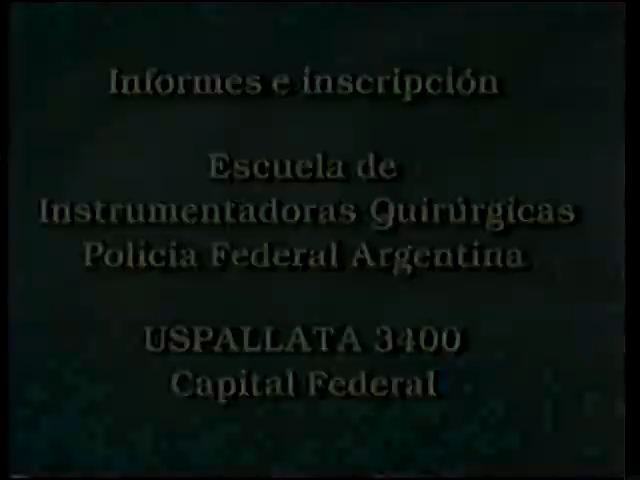 Informes e inscripción
Escuela de
Instrumentadoras Quirúrgicas
Policia Federal Argentina
USPALLATA 3400
Capital Federal